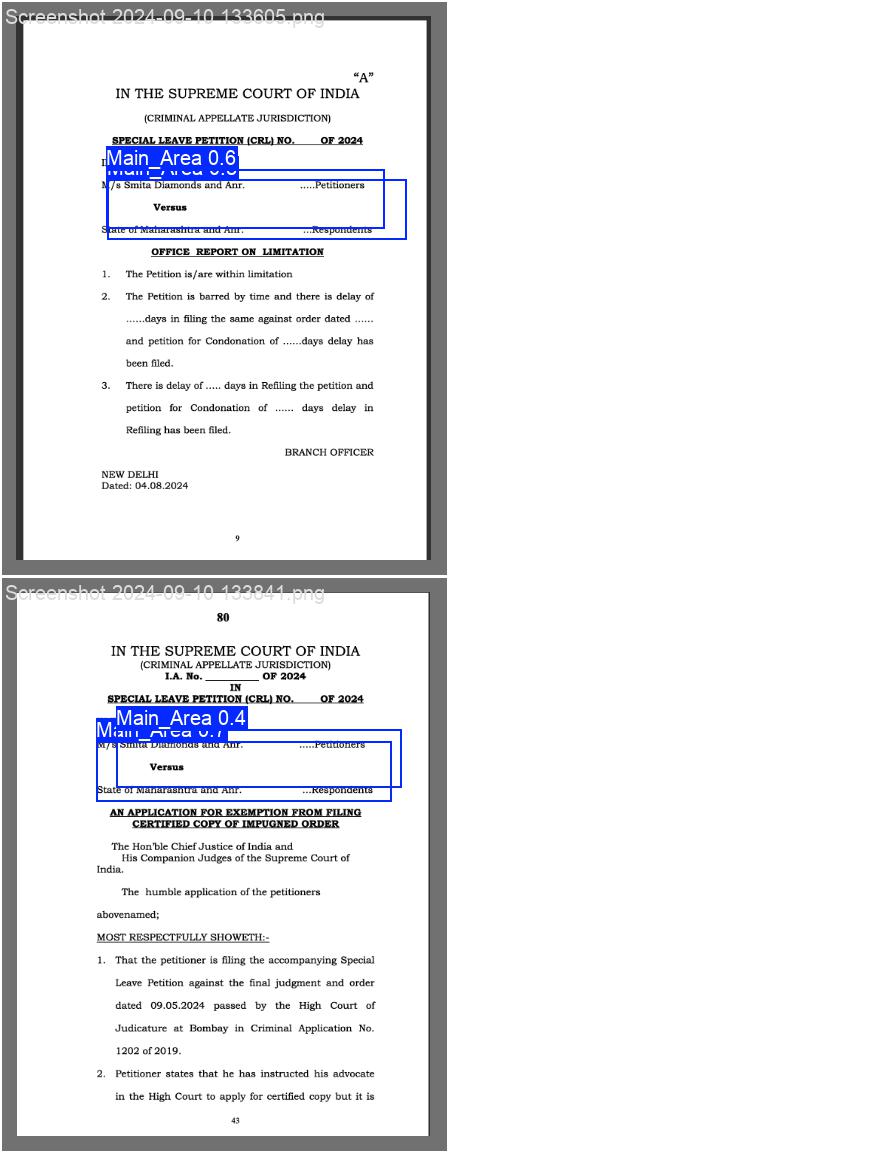 Screenshot 2024-09-10 133605.png
"A"
IN THE SUPREME COURT OF INDIA
(CRIMINAL APPELLATE JURISDICTION)
SPECIAL LEAVE PETITION (CRL) NO. OF 2024
Main_Area 0.6
M/s Smita Diamonds and Anr. .....Petitioners
Versus
State of Maharashtra and Anr. ...Respondents
OFFICE REPORT ON LIMITATION
1. The Petition is/are within limitation
2. The Petition is barred by time and there is delay of
......days in filing the same against order dated ......
and petition for Condonation of ......days delay has
been filed.
3. There is delay of ..... days in Refiling the petition and
petition for Condonation of ...... days delay in
Refiling has been filed.
BRANCH OFFICER
NEW DELHI
Dated: 04.08.2024
9
Screenshot 2024-09-10 133841.png
80
IN THE SUPREME COURT OF INDIA
(CRIMINAL APPELLATE JURISDICTION)
I.A. No. __________ OF 2024
IN
SPECIAL LEAVE PETITION (CRL) NO. OF 2024
Main_Area 0.4
Main_Area 0.7
M/s Smita Diamonds and Anr. .....Petitioners
Versus
State of Maharashtra and Anr. ...Respondents
AN APPLICATION FOR EXEMPTION FROM FILING
CERTIFIED COPY OF IMPUGNED ORDER
The Hon'ble Chief Justice of India and
His Companion Judges of the Supreme Court of
India.
The humble application of the petitioners
abovenamed;
MOST RESPECTFULLY SHOWETH:-
1. That the petitioner is filing the accompanying Special
Leave Petition against the final judgment and order
dated 09.05.2024 passed by the High Court of
Judicature at Bombay in Criminal Application No.
1202 of 2019.
2. Petitioner states that he has instructed his advocate
in the High Court to apply for certified copy but it is
43